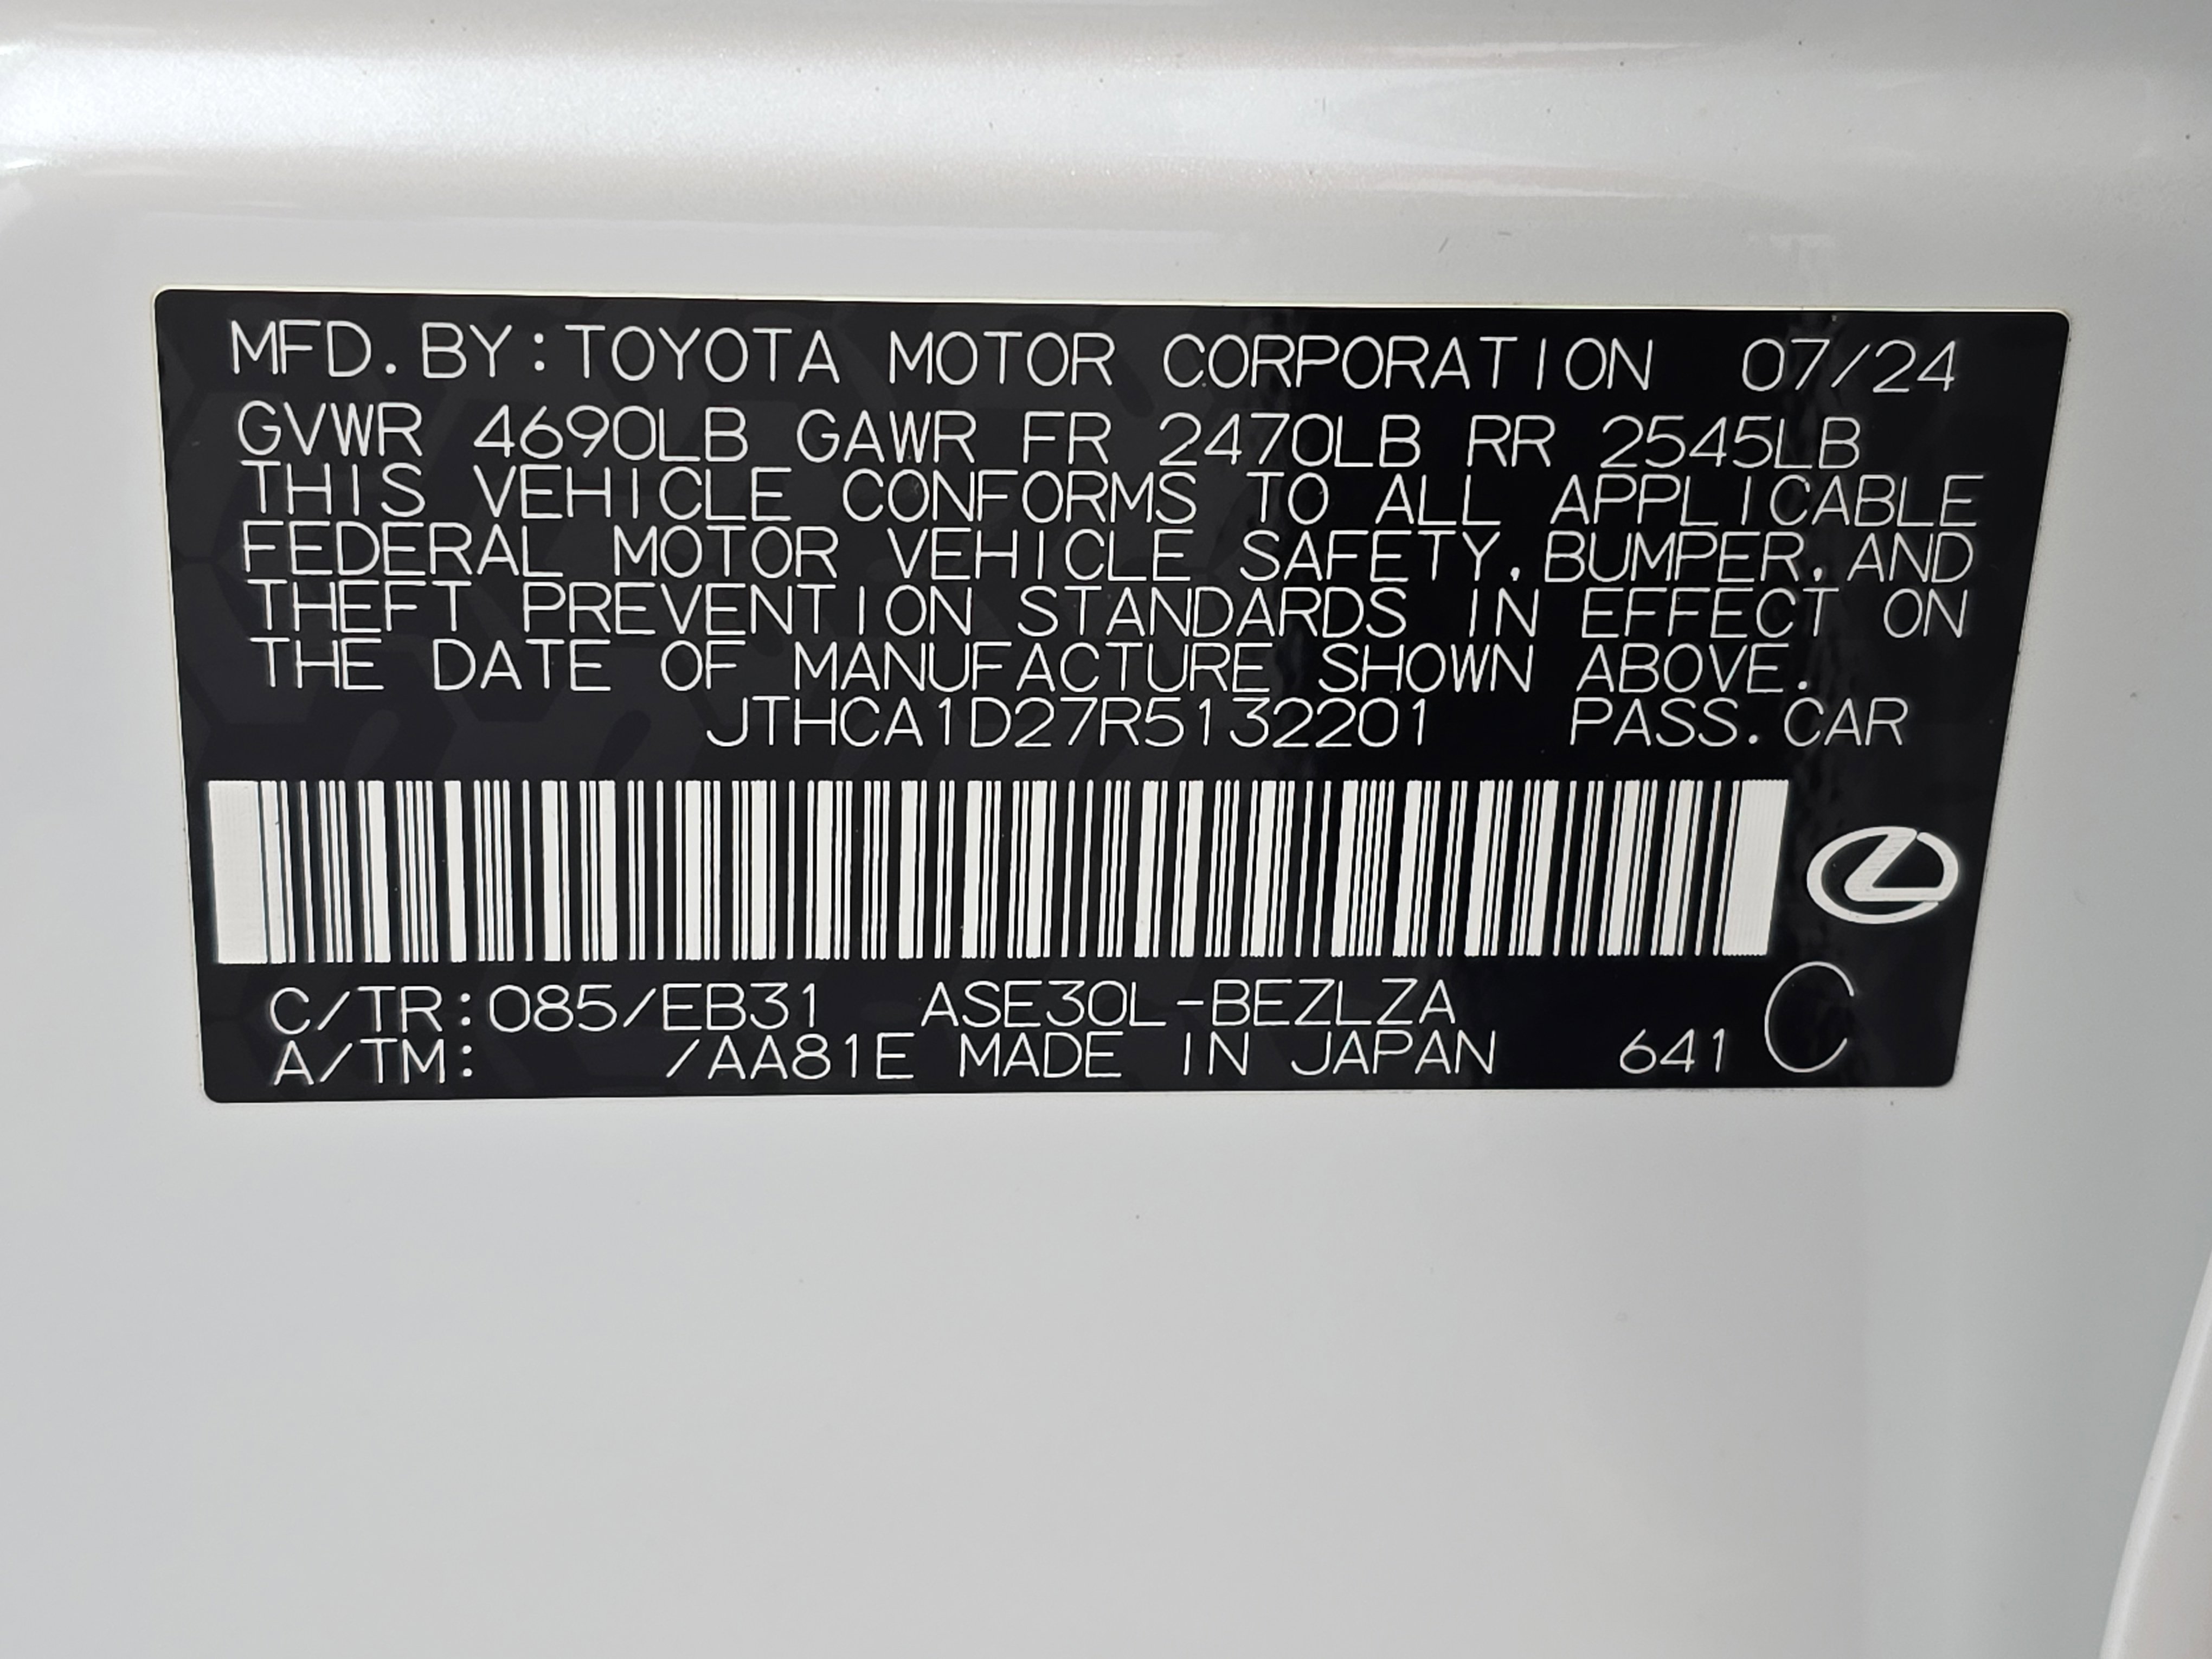 MFD.BY:TOYOTA MOTOR CORPORATION 07/24
GVWR 4690LB GAWR FR 2470LB RR 2545LB
THIS VEHICLE CONFORMS TO ALL APPLICABLE
FEDERAL MOTOR VEHICLE SAFETY,BUMPER,AND
THEFT PREVENTION STANDARDS IN EFFECT ON
THE DATE OF MANUFACTURE SHOWN ABOVE.
JTHCA1D27R5132201 PASS.CAR
C/TR:085/EB31 ASE30L-BEZLZA
A/TM: /AA81E MADE IN JAPAN 641 C